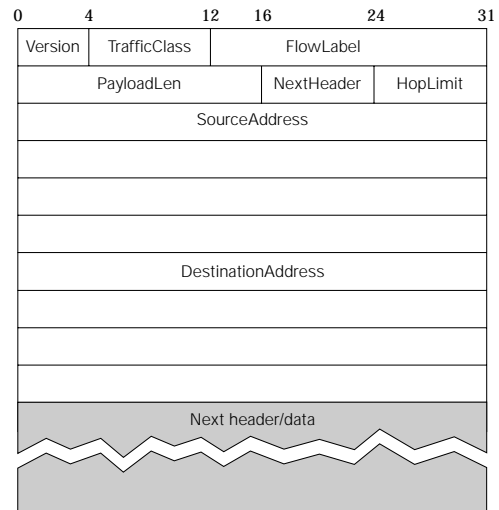 0 4 12 16 24 31
Version TrafficClass FlowLabel
PayloadLen NextHeader HopLimit
SourceAddress
DestinationAddress
Next header/data